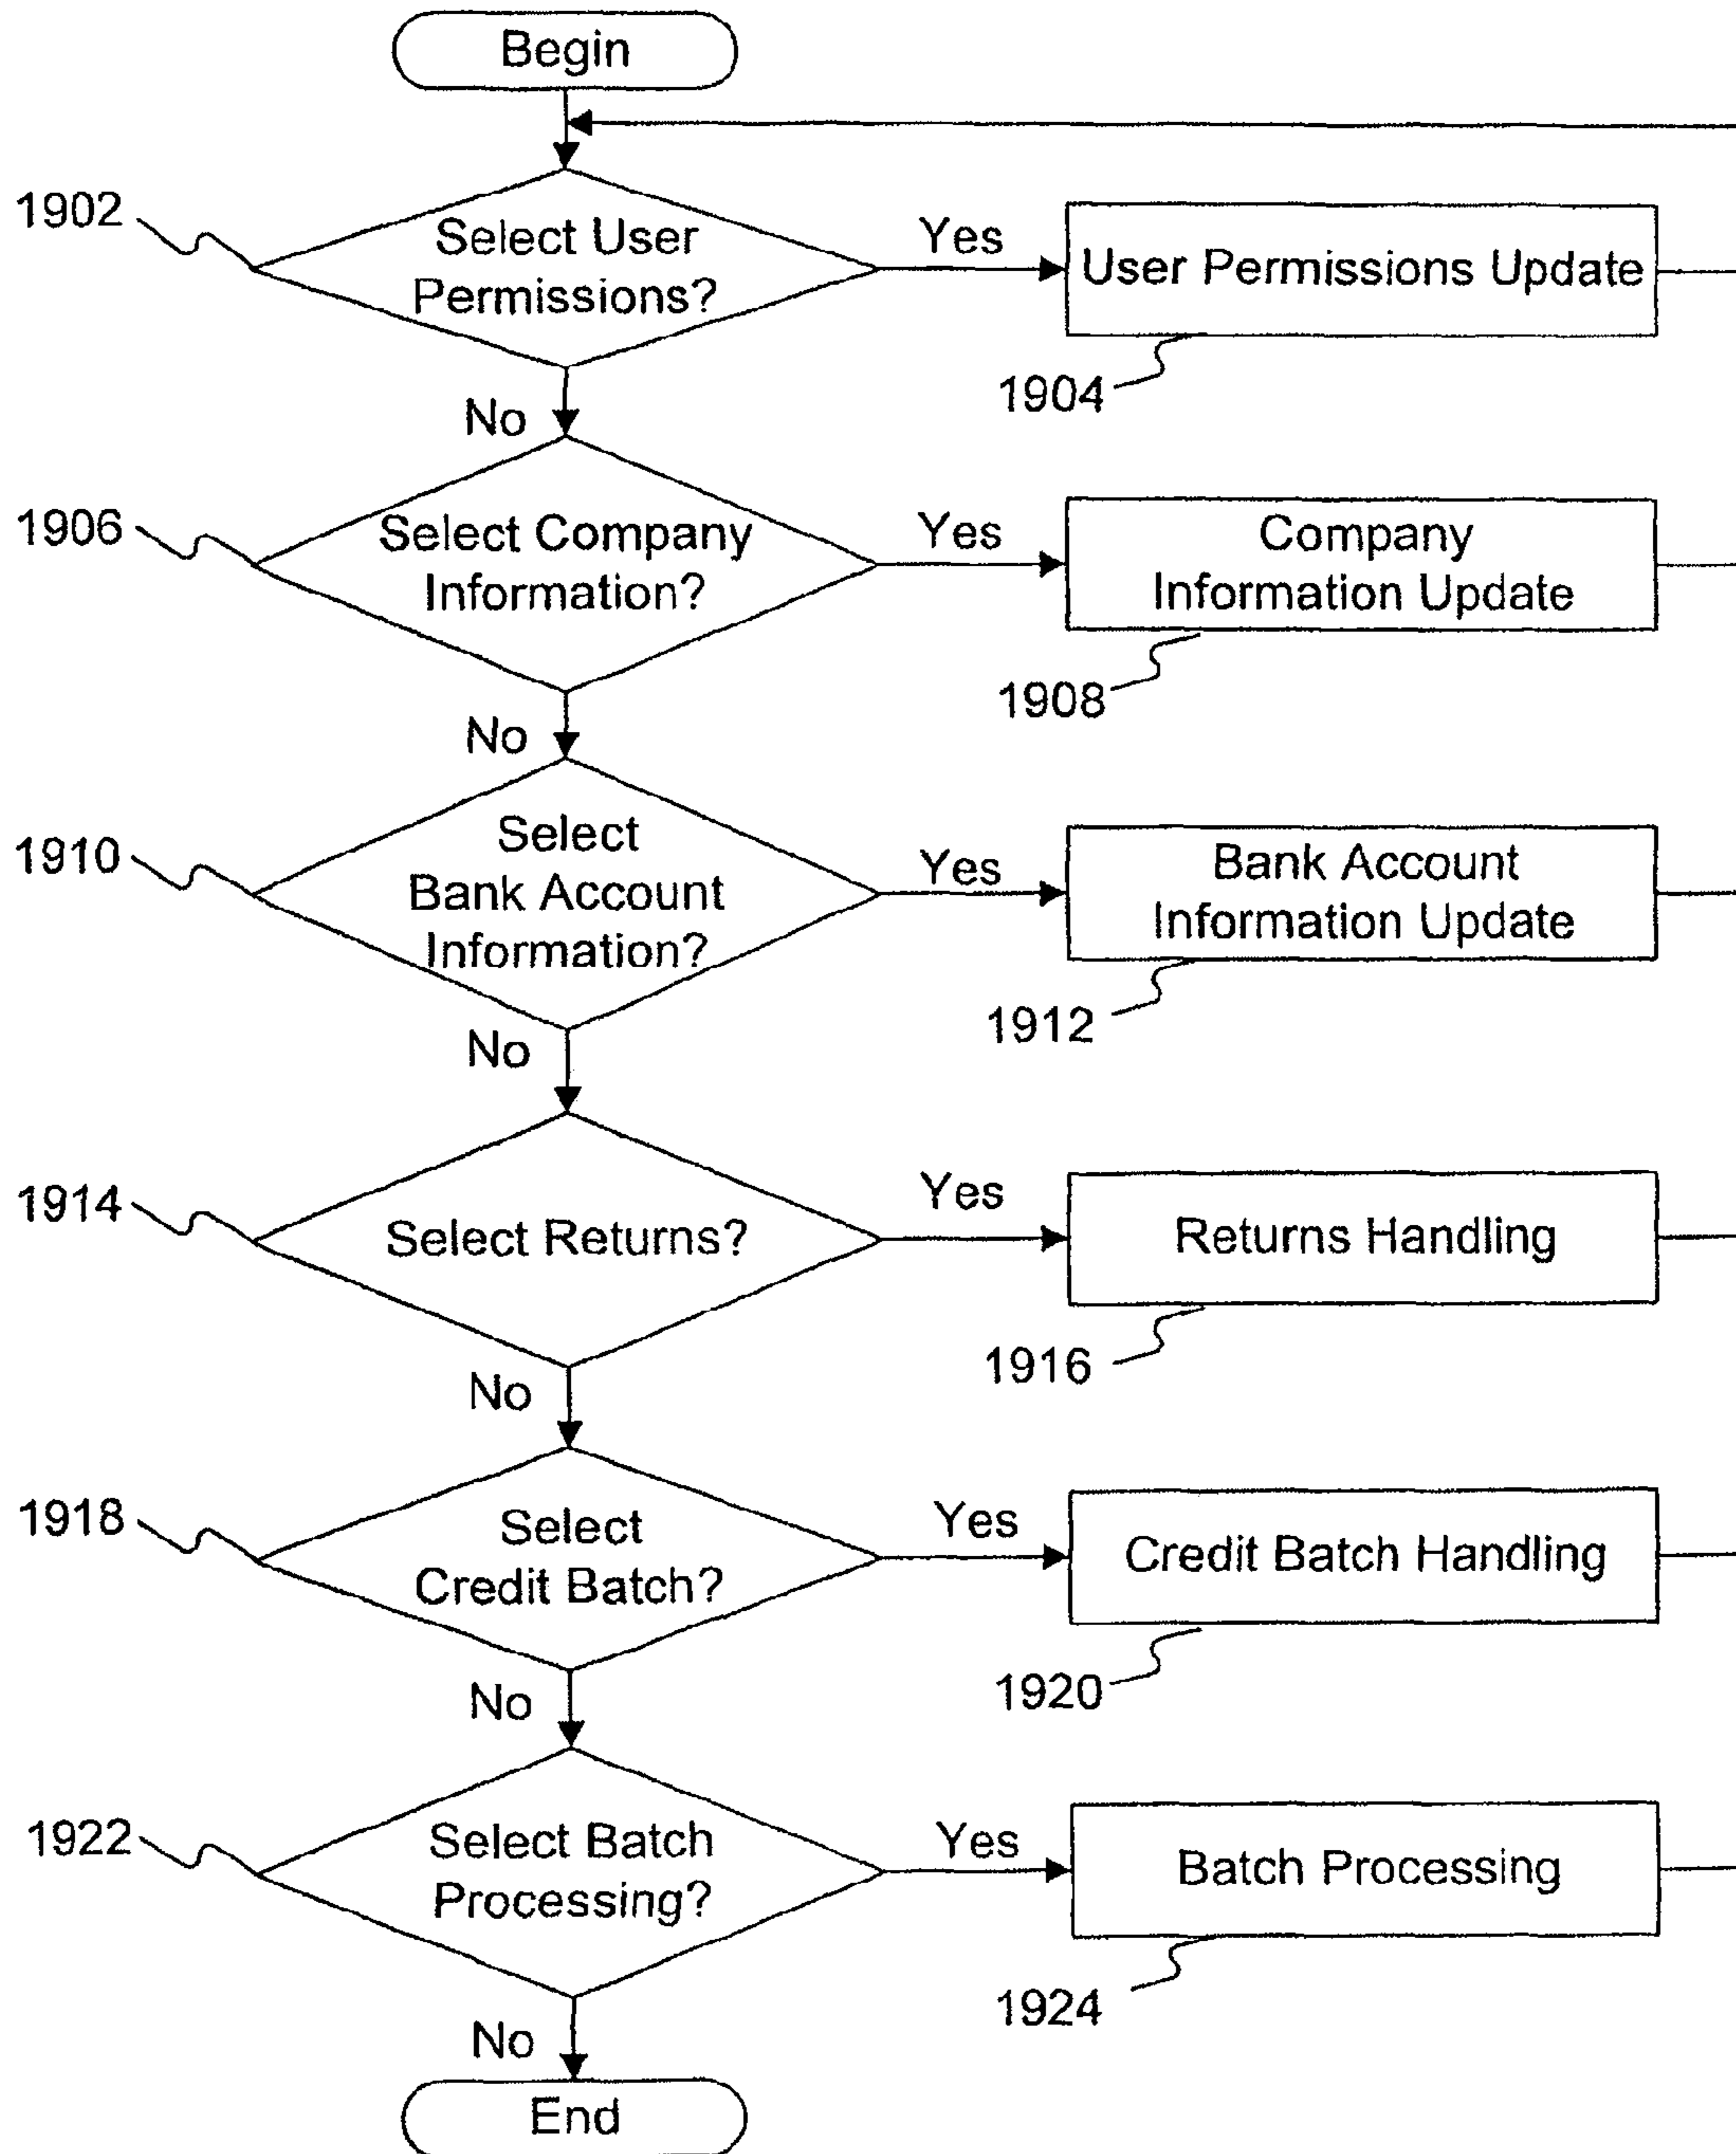 Begin
1902
Select User
Permissions?
Yes
User Permissions Update
1904
No
1906
Select Company
Information?
Yes
Company
Information Update
1908
No
1910
Select
Bank Account
Information?
Yes
Bank Account
Information Update
1912
No
1914
Select Returns?
Yes
Returns Handling
1916
No
1918
Select
Credit Batch?
Yes
Credit Batch Handling
1920
No
1922
Select Batch
Processing?
Yes
Batch Processing
1924
No
End